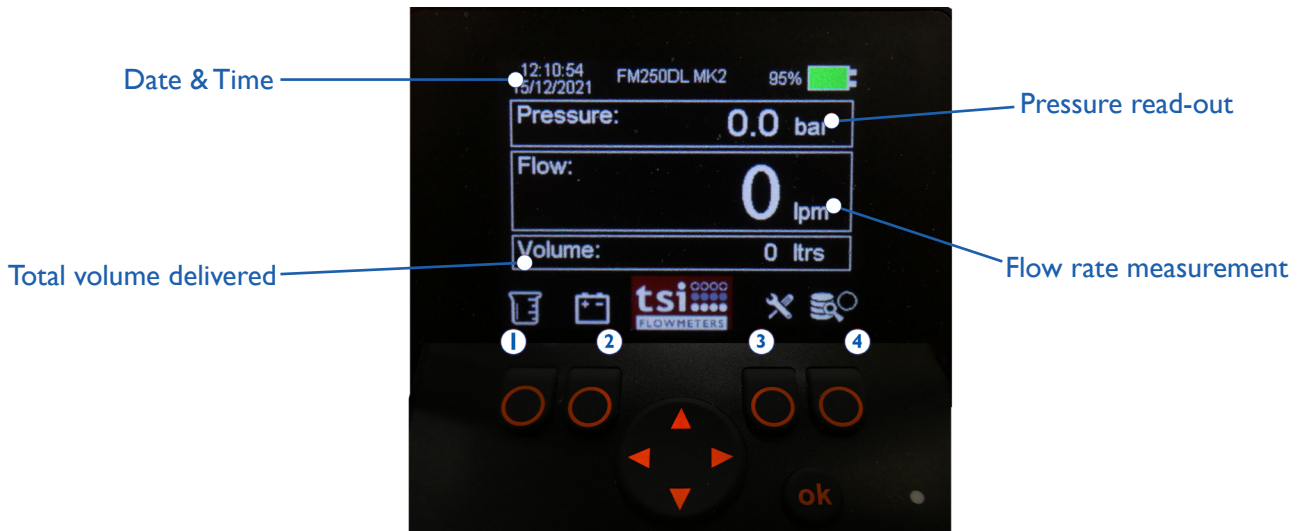 Date & Time
12:10:54
15/12/2021
FM250DL MK2
95%
Pressure:
0.0 bar
Pressure read-out
Flow:
0 lpm
Flow rate measurement
Volume:
0 ltrs
Total volume delivered
tsi
FLOWMETERS
1
2
3
4
ok